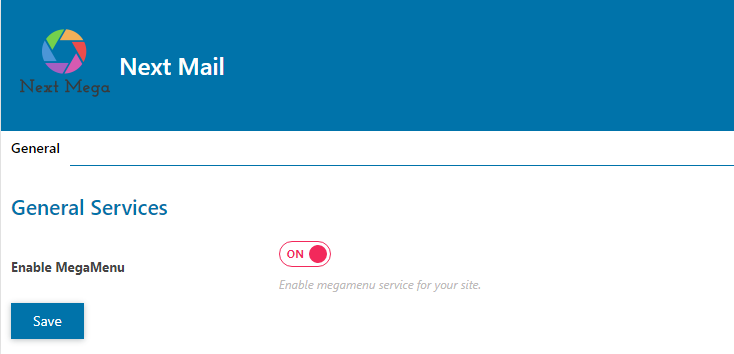 Next Mega
Next Mail
General
General Services
Enable MegaMenu
ON
Enable megamenu service for your site.
Save